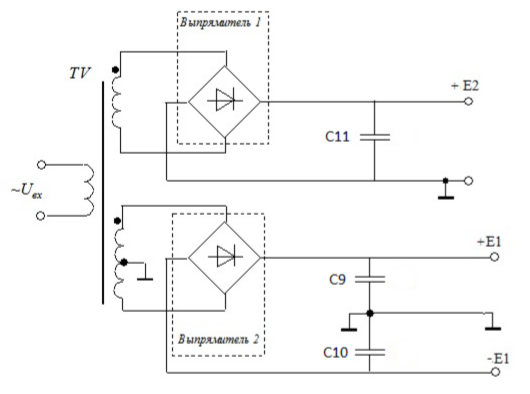 Выпрямитель 1
TV
+ E2
C11
~Uвх
+E1
C9
C10
Выпрямитель 2
-E1